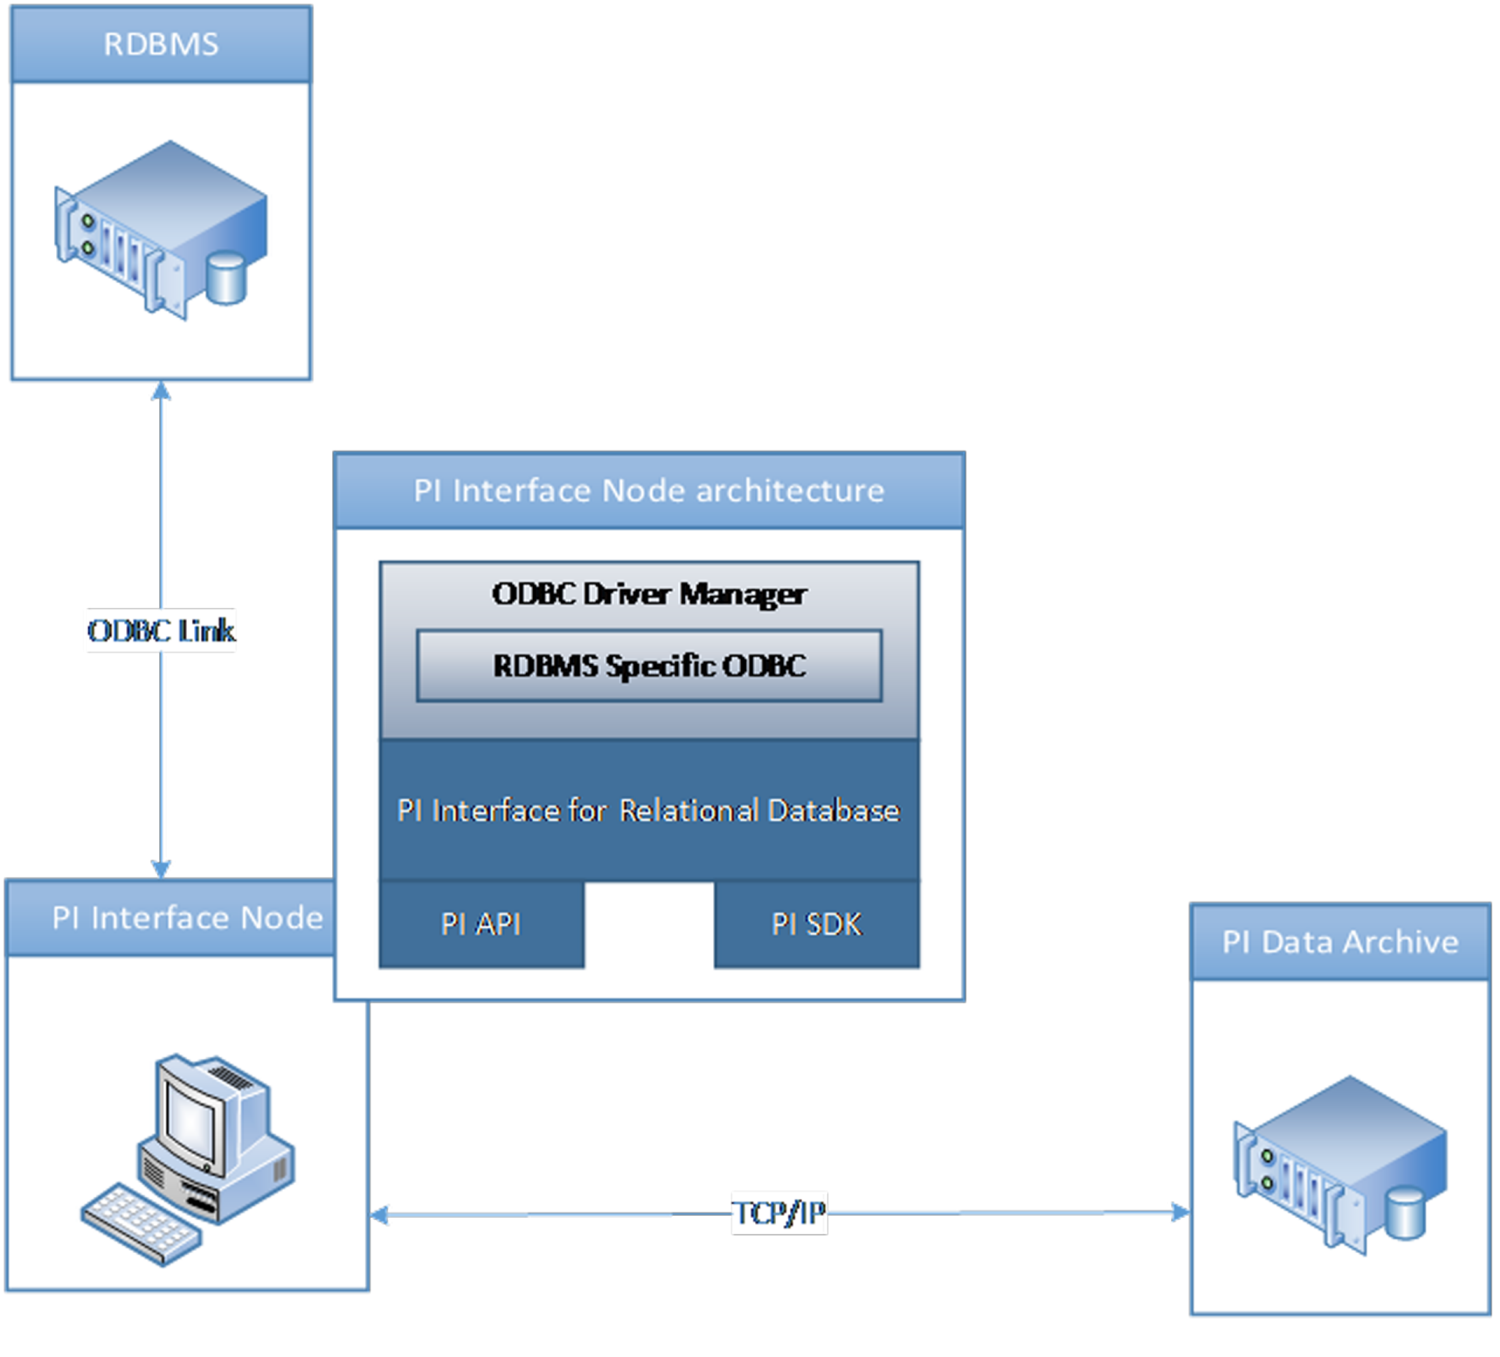 RDBMS
PI Interface Node architecture
ODBC Driver Manager
RDBMS Specific ODBC
ODBC Link
PI Interface for Relational Database
PI API
PI SDK
PI Interface Node
PI Data Archive
TCP/IP